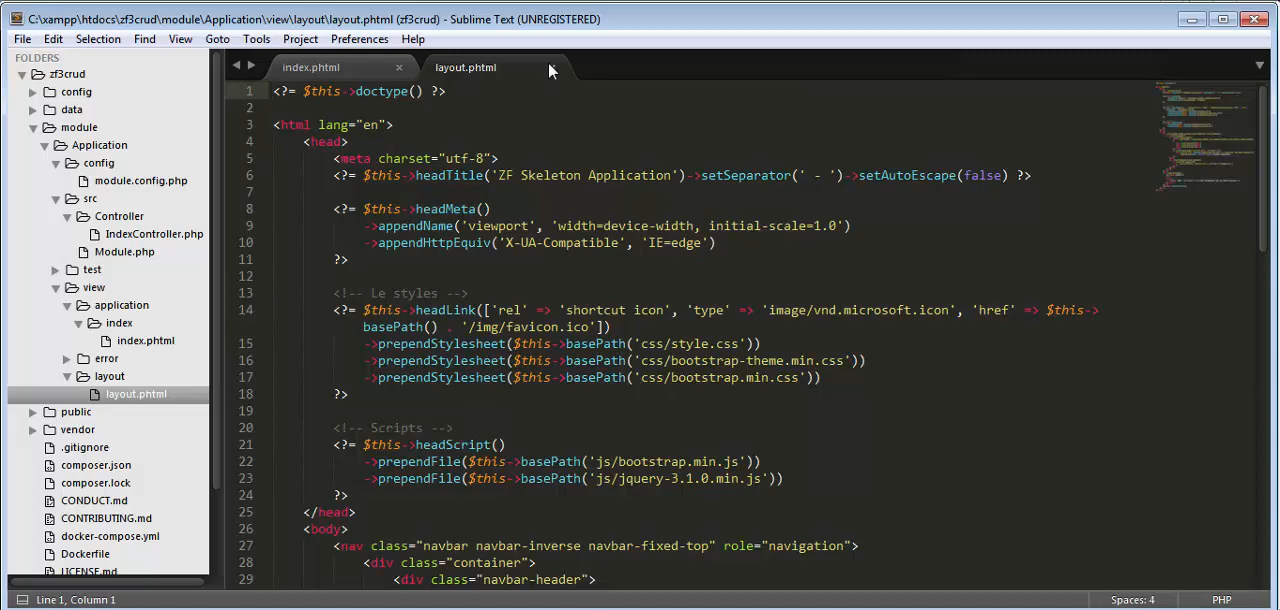 C:\xampp\htdocs\zf3crud\module\Application\view\layout\layout.phtml (zf3crud) - Sublime Text (UNREGISTERED)
File Edit Selection Find View Goto Tools Project Preferences Help
FOLDERS
zf3crud
config
data
module
Application
config
module.config.php
src
Controller
IndexController.php
Module.php
test
view
application
index
index.phtml
error
layout
layout.phtml
public
vendor
.gitignore
composer.json
composer.lock
CONDUCT.md
CONTRIBUTING.md
docker-compose.yml
Dockerfile
LICENSE.md
index.phtml × layout.phtml
1 <?= $this->doctype() ?>
2
3 <html lang="en">
4 <head>
5 <meta charset="utf-8">
6 <?= $this->headTitle('ZF Skeleton Application')->setSeparator(' - ')->setAutoEscape(false) ?>
7
8 <?= $this->headMeta()
9 ->appendName('viewport', 'width=device-width, initial-scale=1.0')
10 ->appendHttpEquiv('X-UA-Compatible', 'IE=edge')
11 ?>
12
13 <!-- Le styles -->
14 <?= $this->headLink(['rel' => 'shortcut icon', 'type' => 'image/vnd.microsoft.icon', 'href' => $this->
basePath() . '/img/favicon.ico'])
15 ->prependStylesheet($this->basePath('css/style.css'))
16 ->prependStylesheet($this->basePath('css/bootstrap-theme.min.css'))
17 ->prependStylesheet($this->basePath('css/bootstrap.min.css'))
18 ?>
19
20 <!-- Scripts -->
21 <?= $this->headScript()
22 ->prependFile($this->basePath('js/bootstrap.min.js'))
23 ->prependFile($this->basePath('js/jquery-3.1.0.min.js'))
24 ?>
25 </head>
26 <body>
27 <nav class="navbar navbar-inverse navbar-fixed-top" role="navigation">
28 <div class="container">
29 <div class="navbar-header">
Line 1, Column 1 Spaces: 4 PHP